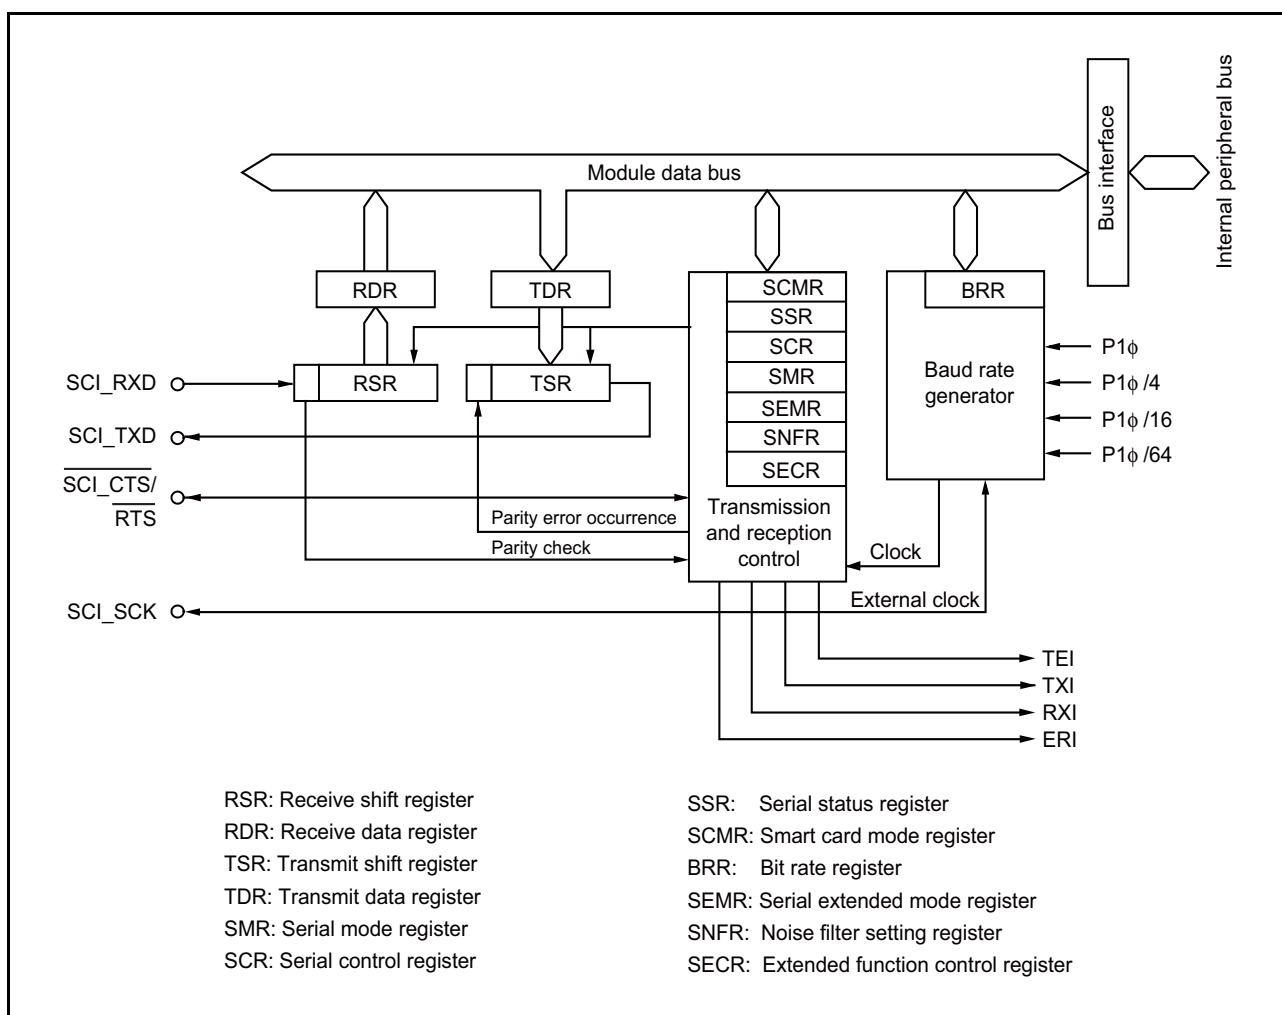 Module data bus
Bus interface
Internal peripheral bus
RDR
TDR
SCMR
SSR
SCR
SMR
SEMR
SNFR
SECR
Transmission
and reception
control
BRR
Baud rate
generator
P1ϕ
P1ϕ /4
P1ϕ /16
P1ϕ /64
SCI_RXD
RSR
TSR
SCI_TXD
SCI_CTS/
RTS
Parity error occurrence
Parity check
Clock
External clock
SCI_SCK
TEI
TXI
RXI
ERI
RSR: Receive shift register
RDR: Receive data register
TSR: Transmit shift register
TDR: Transmit data register
SMR: Serial mode register
SCR: Serial control register
SSR: Serial status register
SCMR: Smart card mode register
BRR: Bit rate register
SEMR: Serial extended mode register
SNFR: Noise filter setting register
SECR: Extended function control register